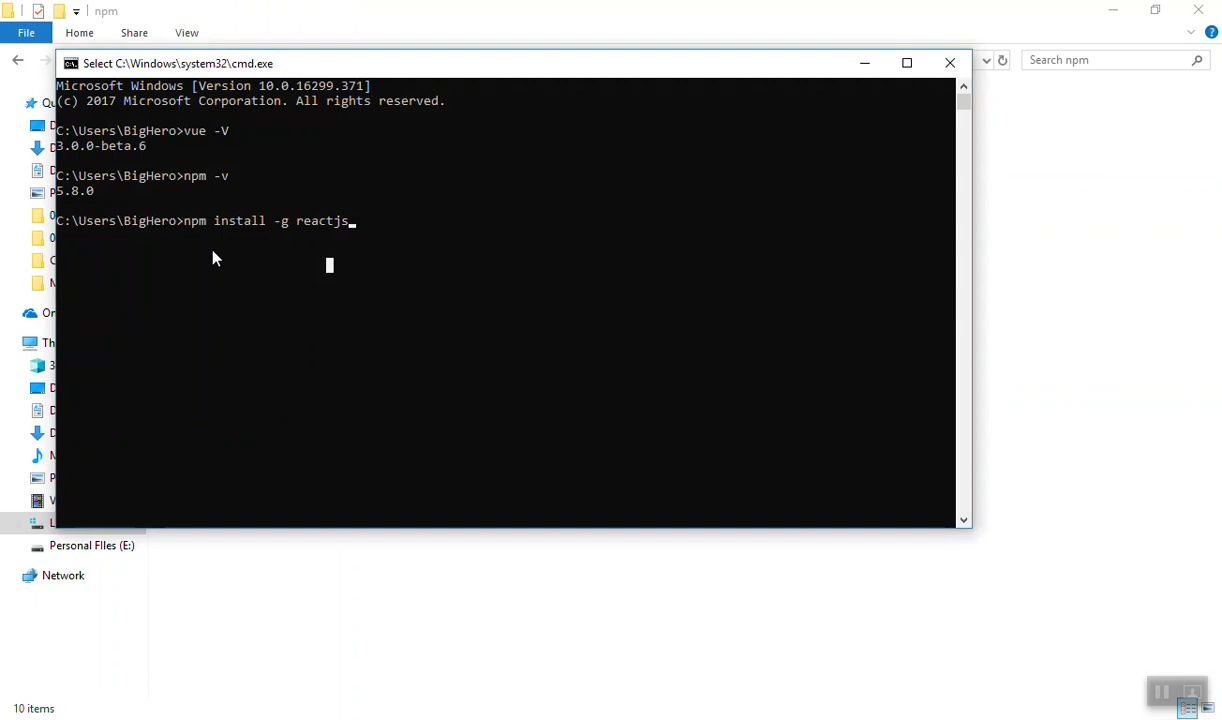 npm
File Home Share View
Select C:\Windows\system32\cmd.exe
Search npm
Microsoft Windows [Version 10.0.16299.371]
(c) 2017 Microsoft Corporation. All rights reserved.
C:\Users\BigHero>vue -V
3.0.0-beta.6
C:\Users\BigHero>npm -v
5.8.0
C:\Users\BigHero>npm install -g reactjs
Personal FIles (E:)
Network
10 items